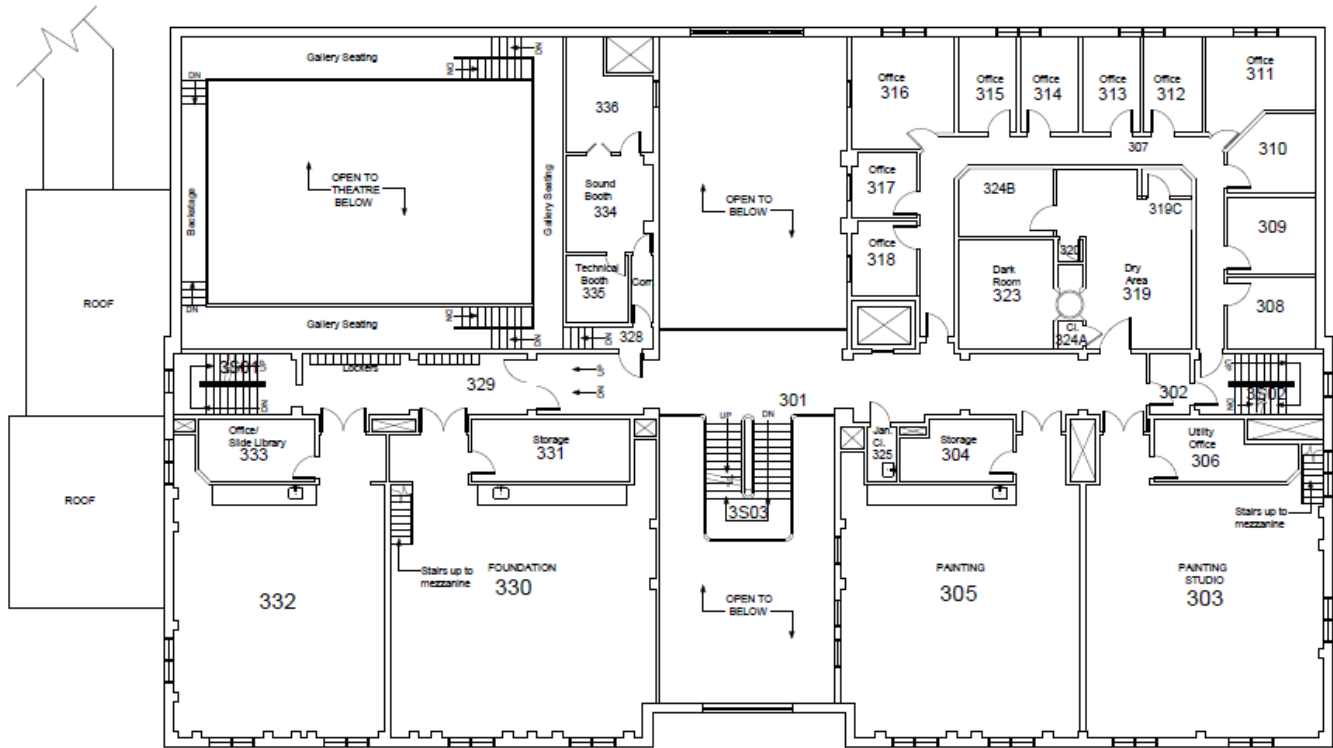 DN
DN
Gallery Seating
DN
Office
316
Office
315
Office
314
Office
313
Office
312
Office
311
336
307
310
OPEN TO
THEATRE
BELOW
Backstage
Gallery Seating
Sound
Booth
334
OPEN TO
BELOW
Office
317
324B
319C
309
Office
318
320
Technical
Booth
335
Corr.
Dark
Room
323
Dry
Area
319
308
ROOF
DN
Gallery Seating
DN
DN
328
Cl.
324A
3S01
UP
DN
Lockers
329
UP
DN
301
302
UP
3S02
DN
Office/
Slide Library
333
Storage
331
UP
DN
Jan.
Cl.
325
Storage
304
Utility
Office
306
ROOF
3S03
Stairs up to
mezzanine
Stairs up to
mezzanine
FOUNDATION
330
332
OPEN TO
BELOW
PAINTING
305
PAINTING
STUDIO
303